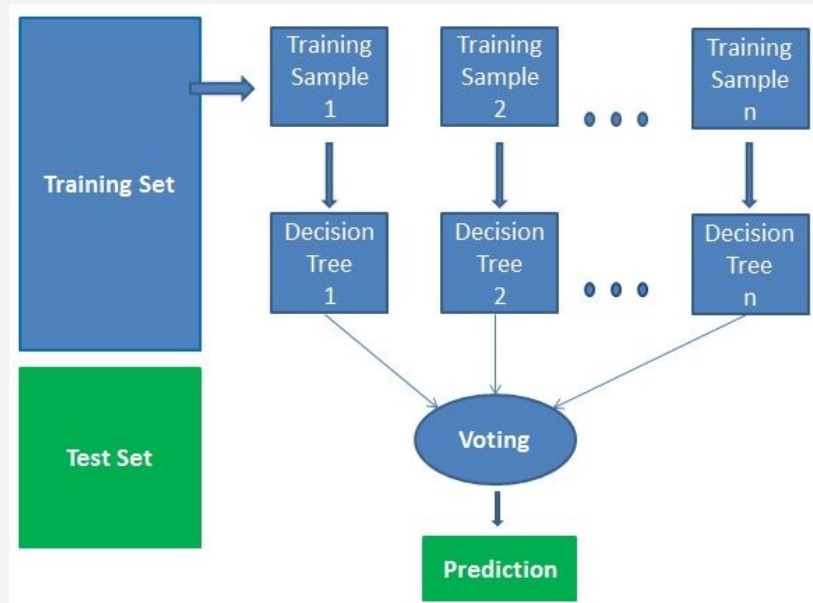 Training
Sample
1
Training
Sample
2
Training
Sample
n
Training Set
Decision
Tree
1
Decision
Tree
2
Decision
Tree
n
Test Set
Voting
Prediction